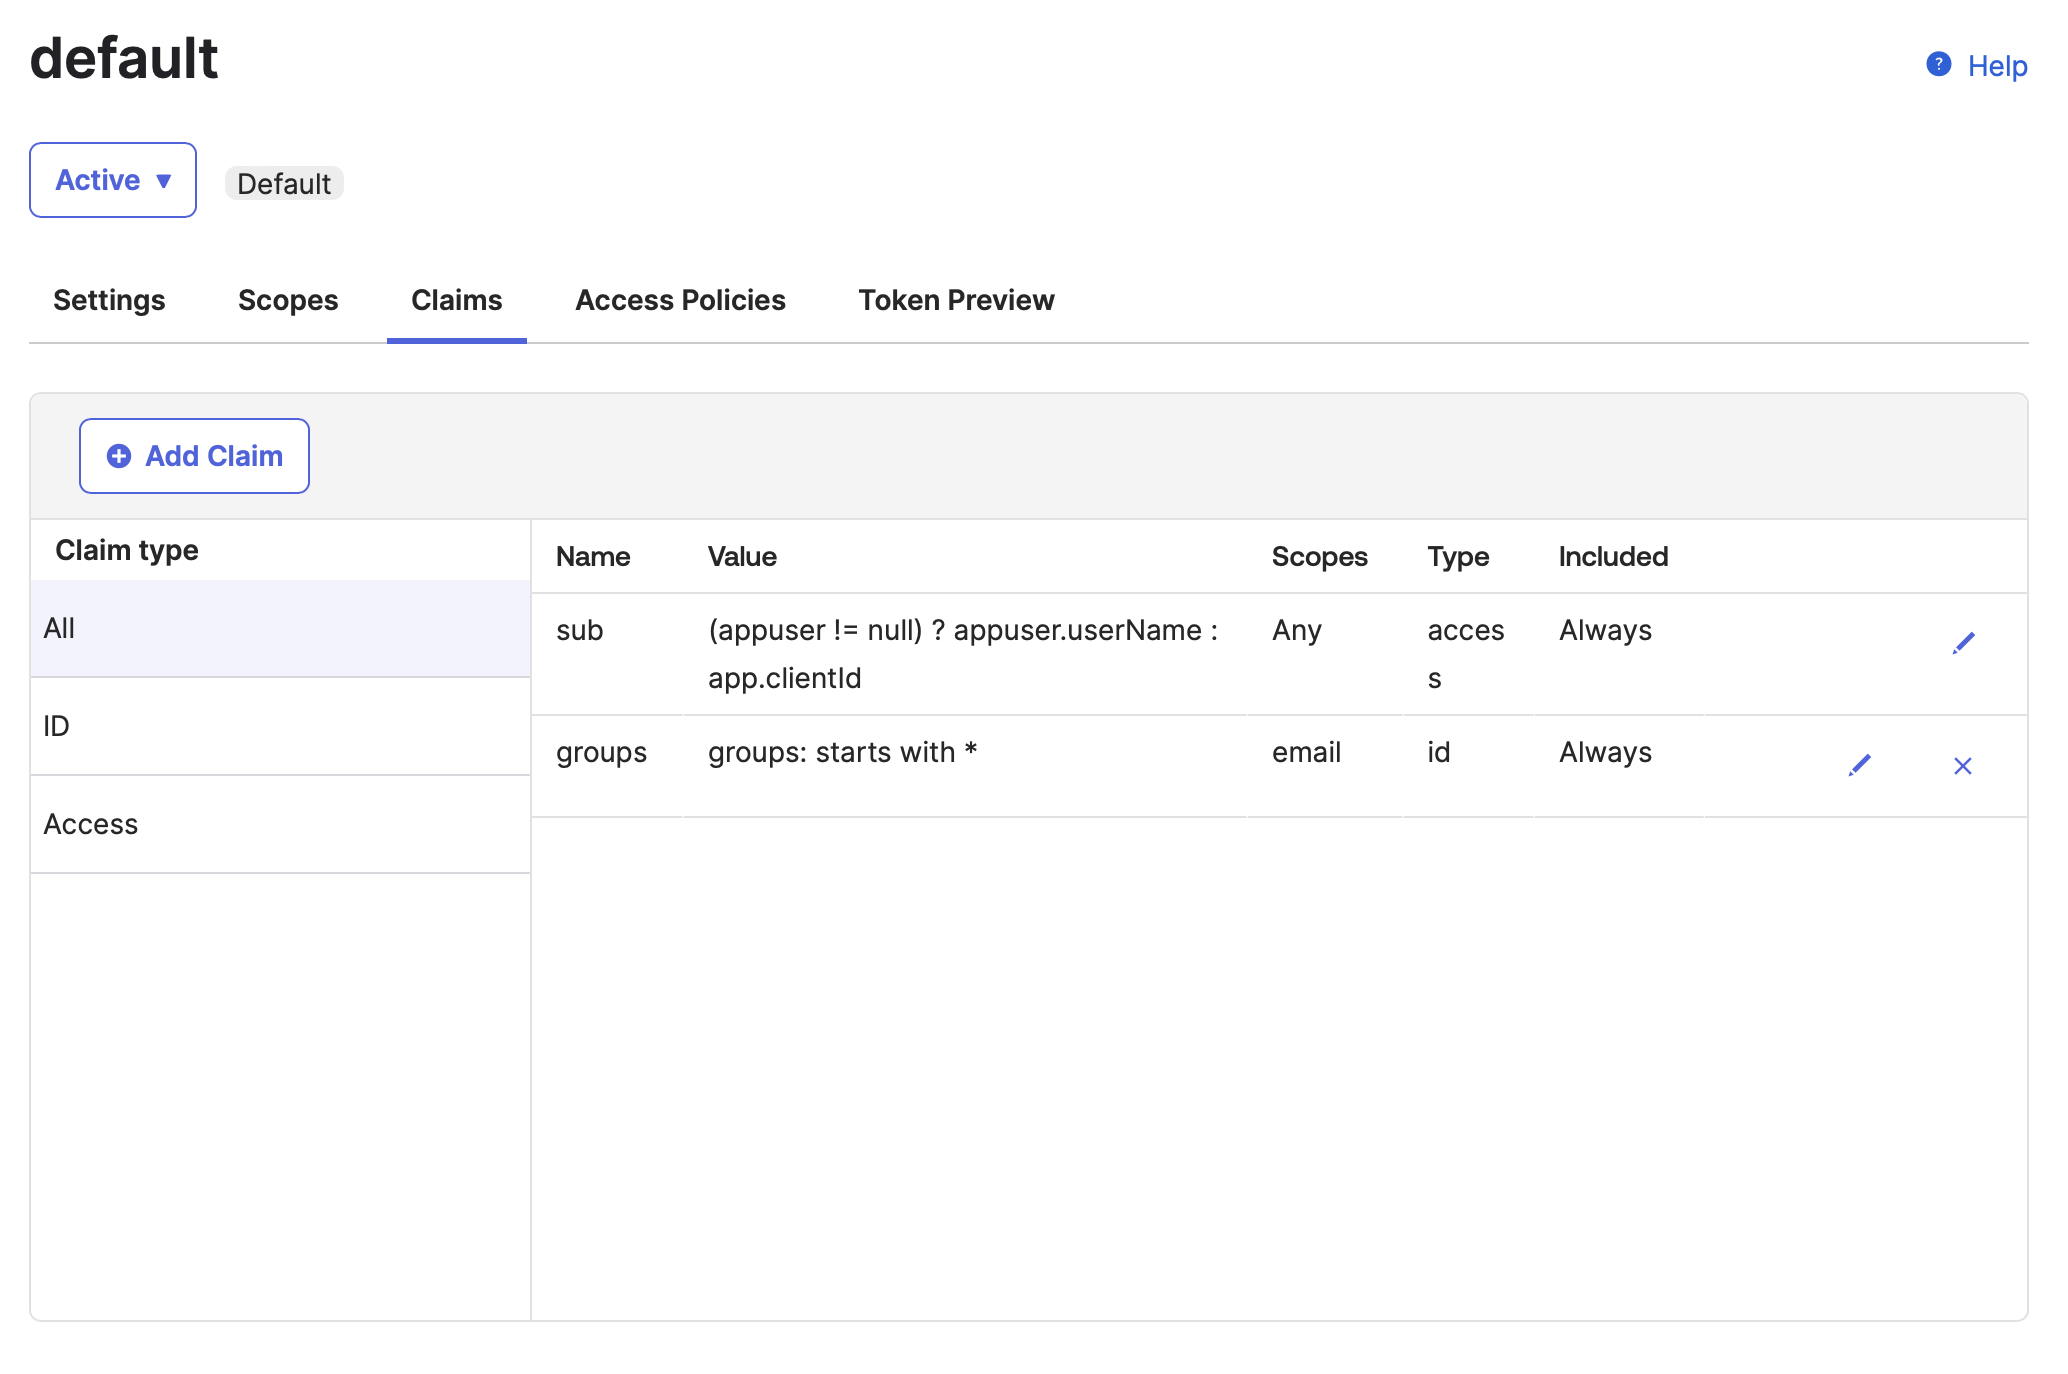 default
Help
Active
Default
Settings Scopes Claims Access Policies Token Preview
Add Claim
Claim type
All
ID
Access
Name Value Scopes Type Included
sub (appuser != null) ? appuser.userName : Any acces Always
app.clientId s
groups groups: starts with * email id Always